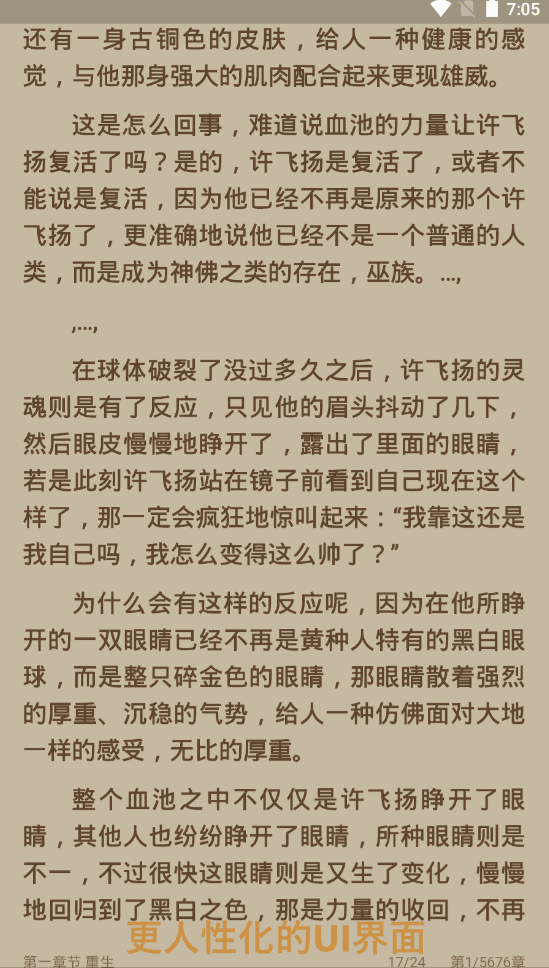 7:05
还有一身古铜色的皮肤，给人一种健康的感
觉，与他那身强大的肌肉配合起来更现雄威。
这是怎么回事，难道说血池的力量让许飞
扬复活了吗？是的，许飞扬是复活了，或者不
能说是复活，因为他已经不再是原来的那个许
飞扬了，更准确地说他已经不是一个普通的人
类，而是成为神佛之类的存在，巫族。...,
,...,
在球体破裂了没过多久之后，许飞扬的灵
魂则是有了反应，只见他的眉头抖动了几下，
然后眼皮慢慢地睁开了，露出了里面的眼睛，
若是此刻许飞扬站在镜子前看到自己现在这个
样了，那一定会疯狂地惊叫起来：“我靠这还是
我自己吗，我怎么变得这么帅了？”
为什么会有这样的反应呢，因为在他所睁
开的一双眼睛已经不再是黄种人特有的黑白眼
球，而是整只碎金色的眼睛，那眼睛散着强烈
的厚重、沉稳的气势，给人一种仿佛面对大地
一样的感受，无比的厚重。
整个血池之中不仅仅是许飞扬睁开了眼
睛，其他人也纷纷睁开了眼睛，所种眼睛则是
不一，不过很快这眼睛则是又生了变化，慢慢
地回归到了黑白之色，那是力量的收回，不再
更人性化的UI界面
第一章节 重生 17/24 第1/5676章